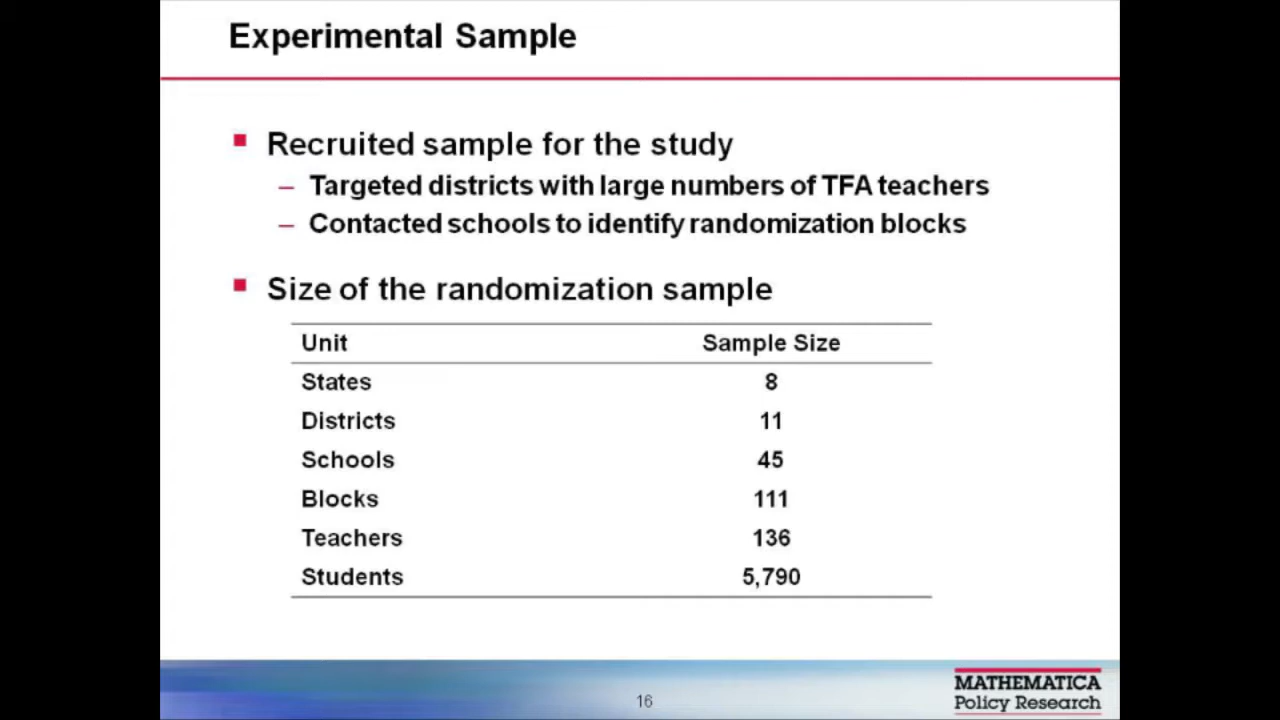 Experimental Sample
Recruited sample for the study
– Targeted districts with large numbers of TFA teachers
– Contacted schools to identify randomization blocks
Size of the randomization sample
Unit Sample Size
States 8
Districts 11
Schools 45
Blocks 111
Teachers 136
Students 5,790
16
MATHEMATICA
Policy Research